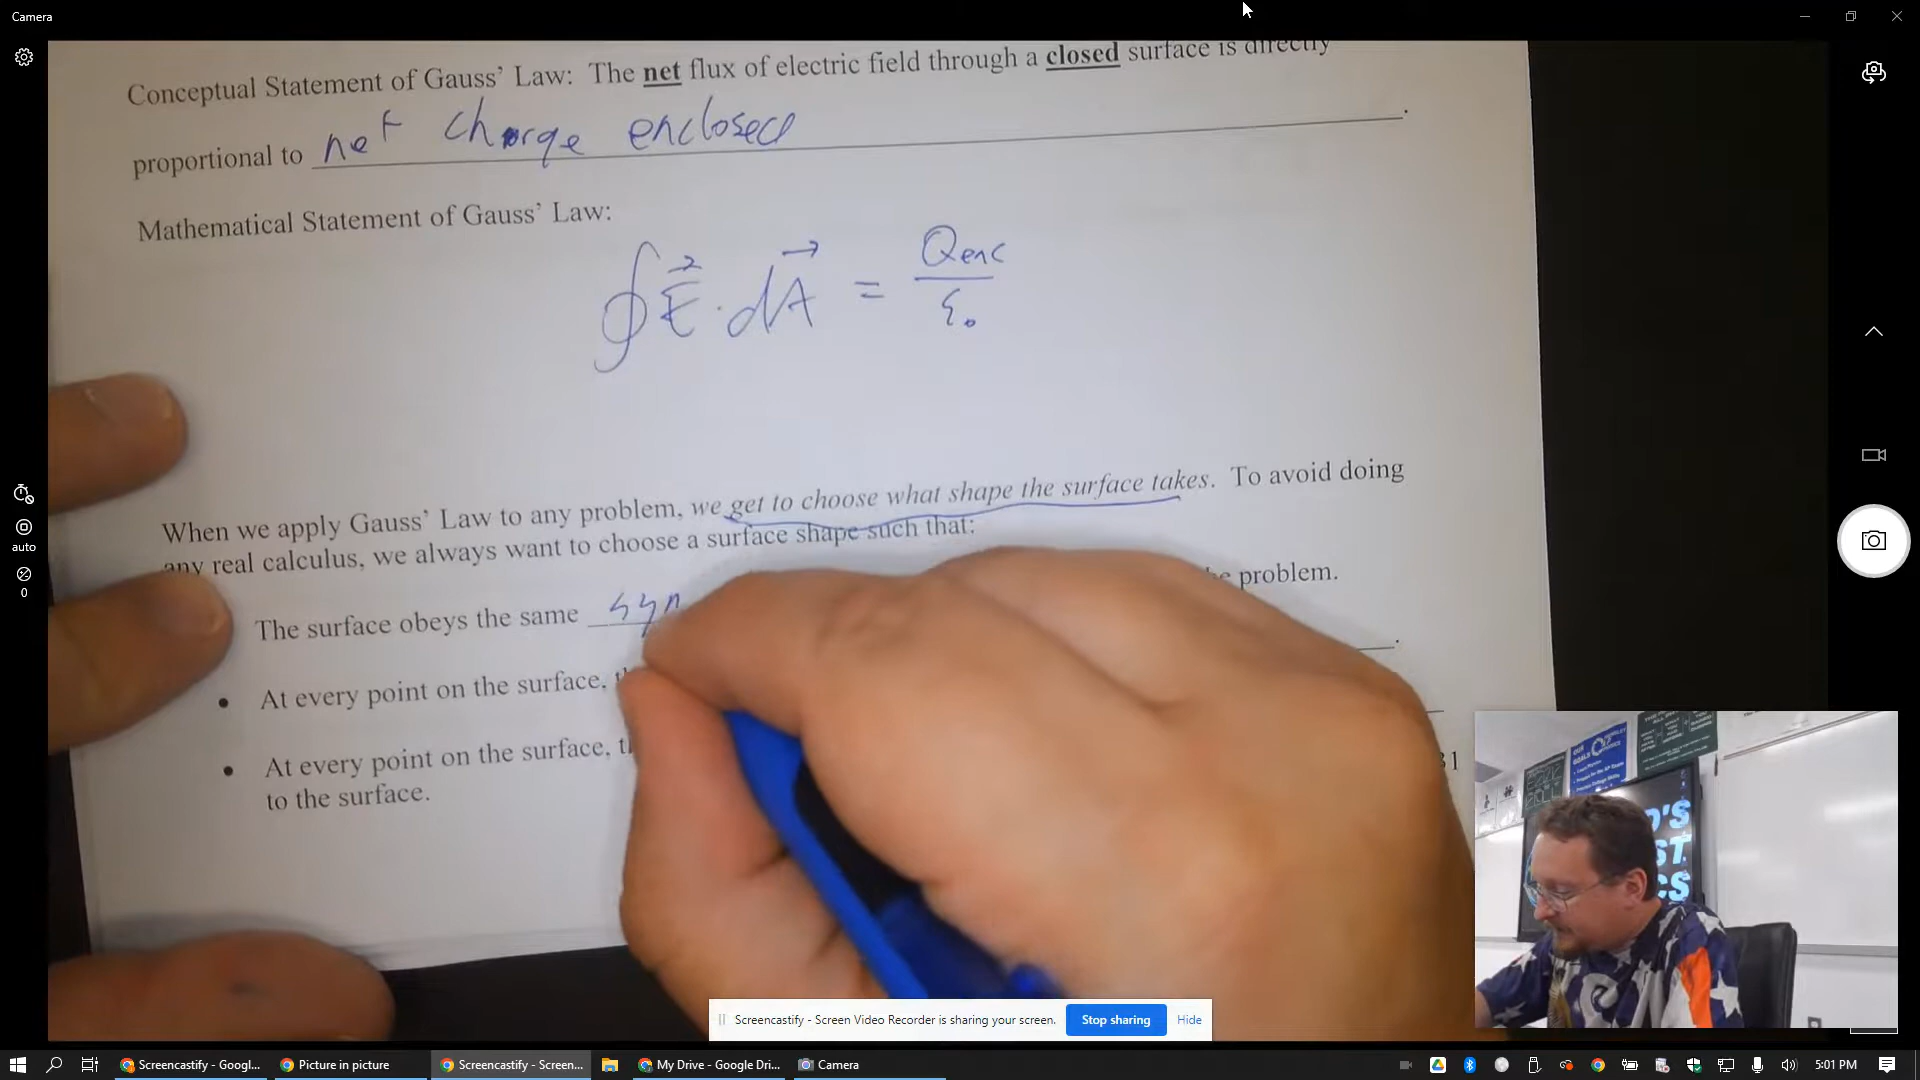 Camera
Conceptual Statement of Gauss' Law: The net flux of electric field through a closed surface is directly
proportional to net charge enclosed.
Mathematical Statement of Gauss' Law:
∮E⃗·dA⃗ = Qenc/ε₀
When we apply Gauss' Law to any problem, we get to choose what shape the surface takes. To avoid doing
any real calculus, we always want to choose a surface shape such that:
The surface obeys the same sym problem.
• At every point on the surface,
• At every point on the surface,
31
to the surface.
auto
0
Screencastify - Screen Video Recorder is sharing your screen. Stop sharing Hide
Screencastify - Googl... Picture in picture Screencastify - Screen... My Drive - Google Dri... Camera 5:01 PM